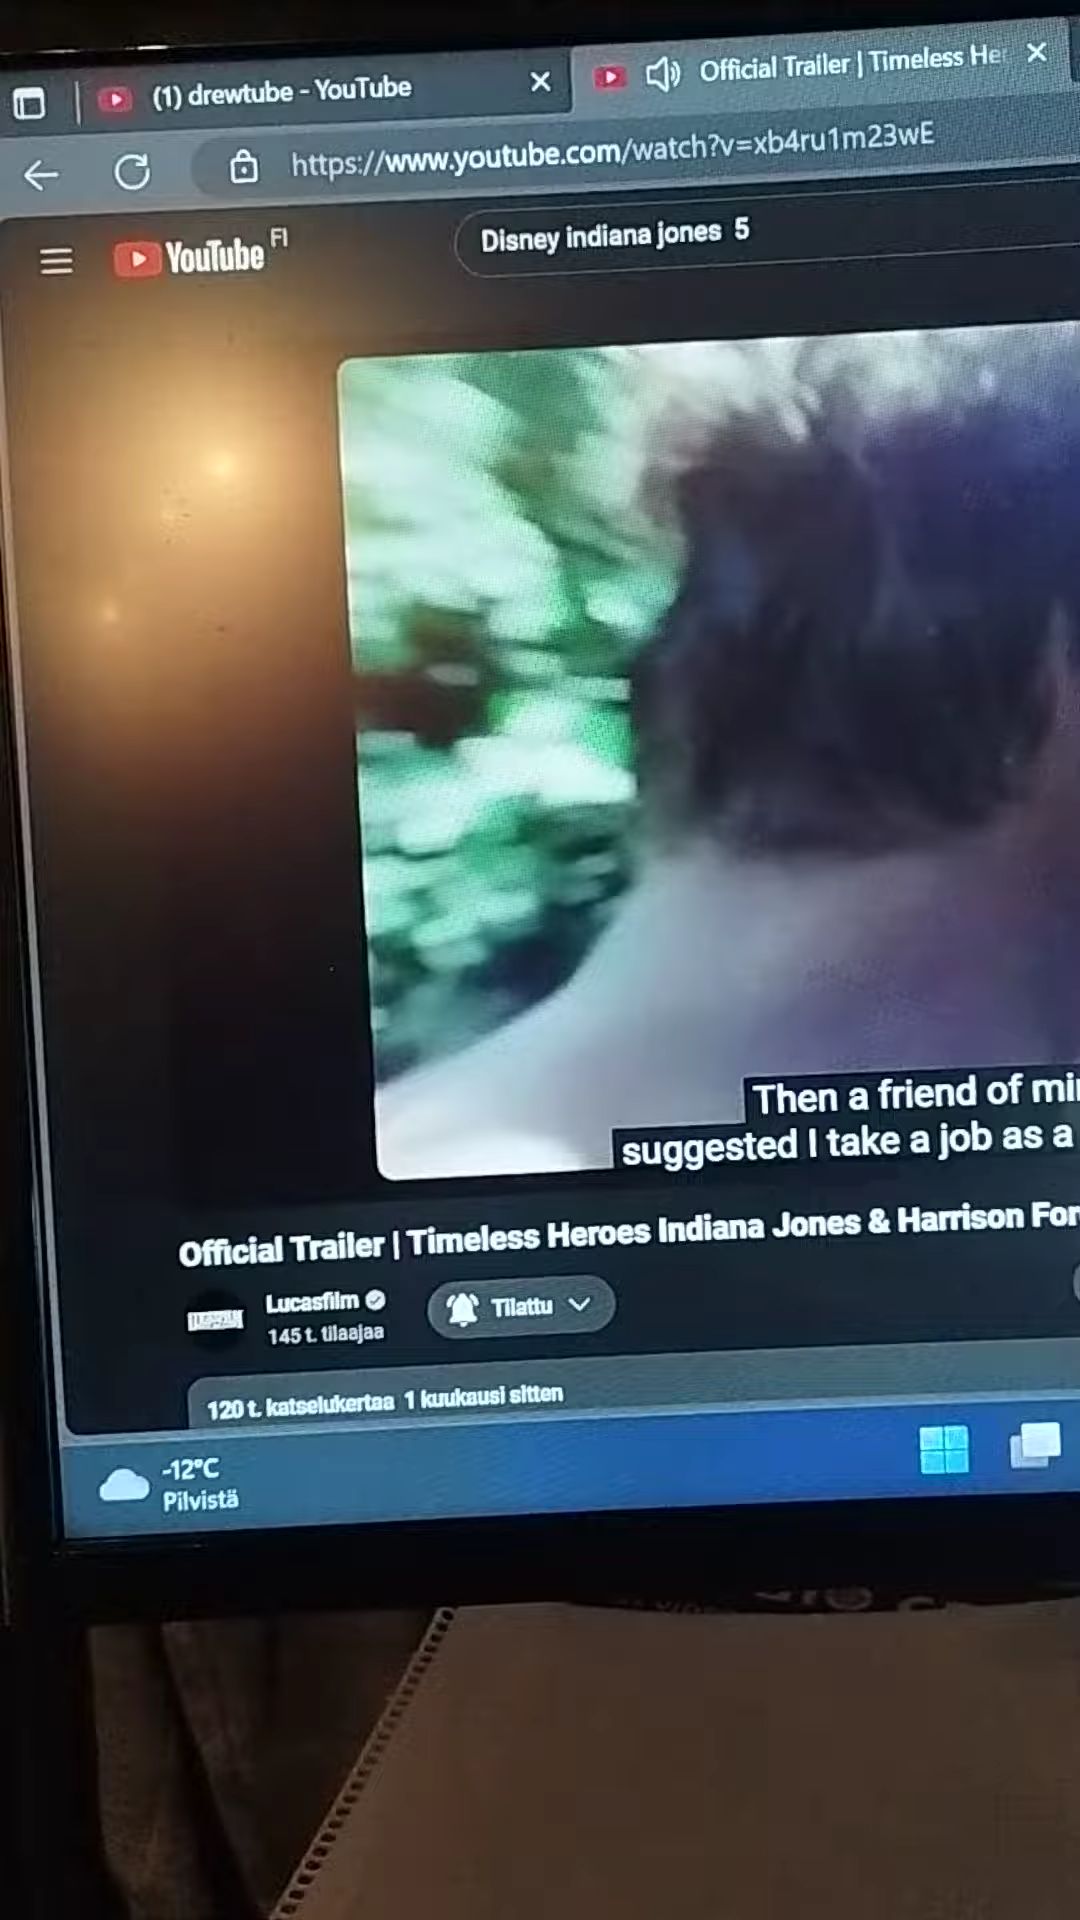 (1) drewtube - YouTube
Official Trailer | Timeless He
https://www.youtube.com/watch?v=xb4ru1m23wE
YouTube FI
Disney indiana jones 5
Then a friend of
suggested I take a job as a
Official Trailer | Timeless Heroes Indiana Jones & Harrison For
Lucasfilm
145 t. tilaajaa
Tilattu
120 t. katselukertaa 1 kuukausi sitten
-12°C
Pilvistä